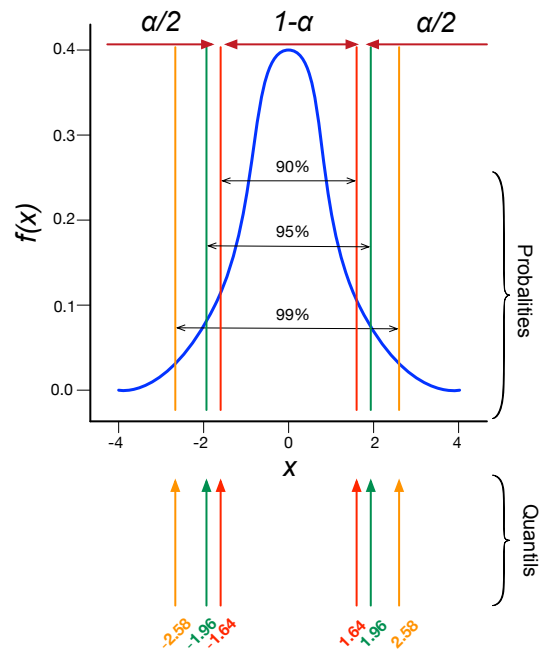 α/2 1-α α/2
0.4
0.3
0.2
0.1
0.0
f(x)
90%
95%
99%
-4 -2 0 2 4
x
Probalities
Quantils
-2.58 -1.96 -1.64 1.64 1.96 2.58